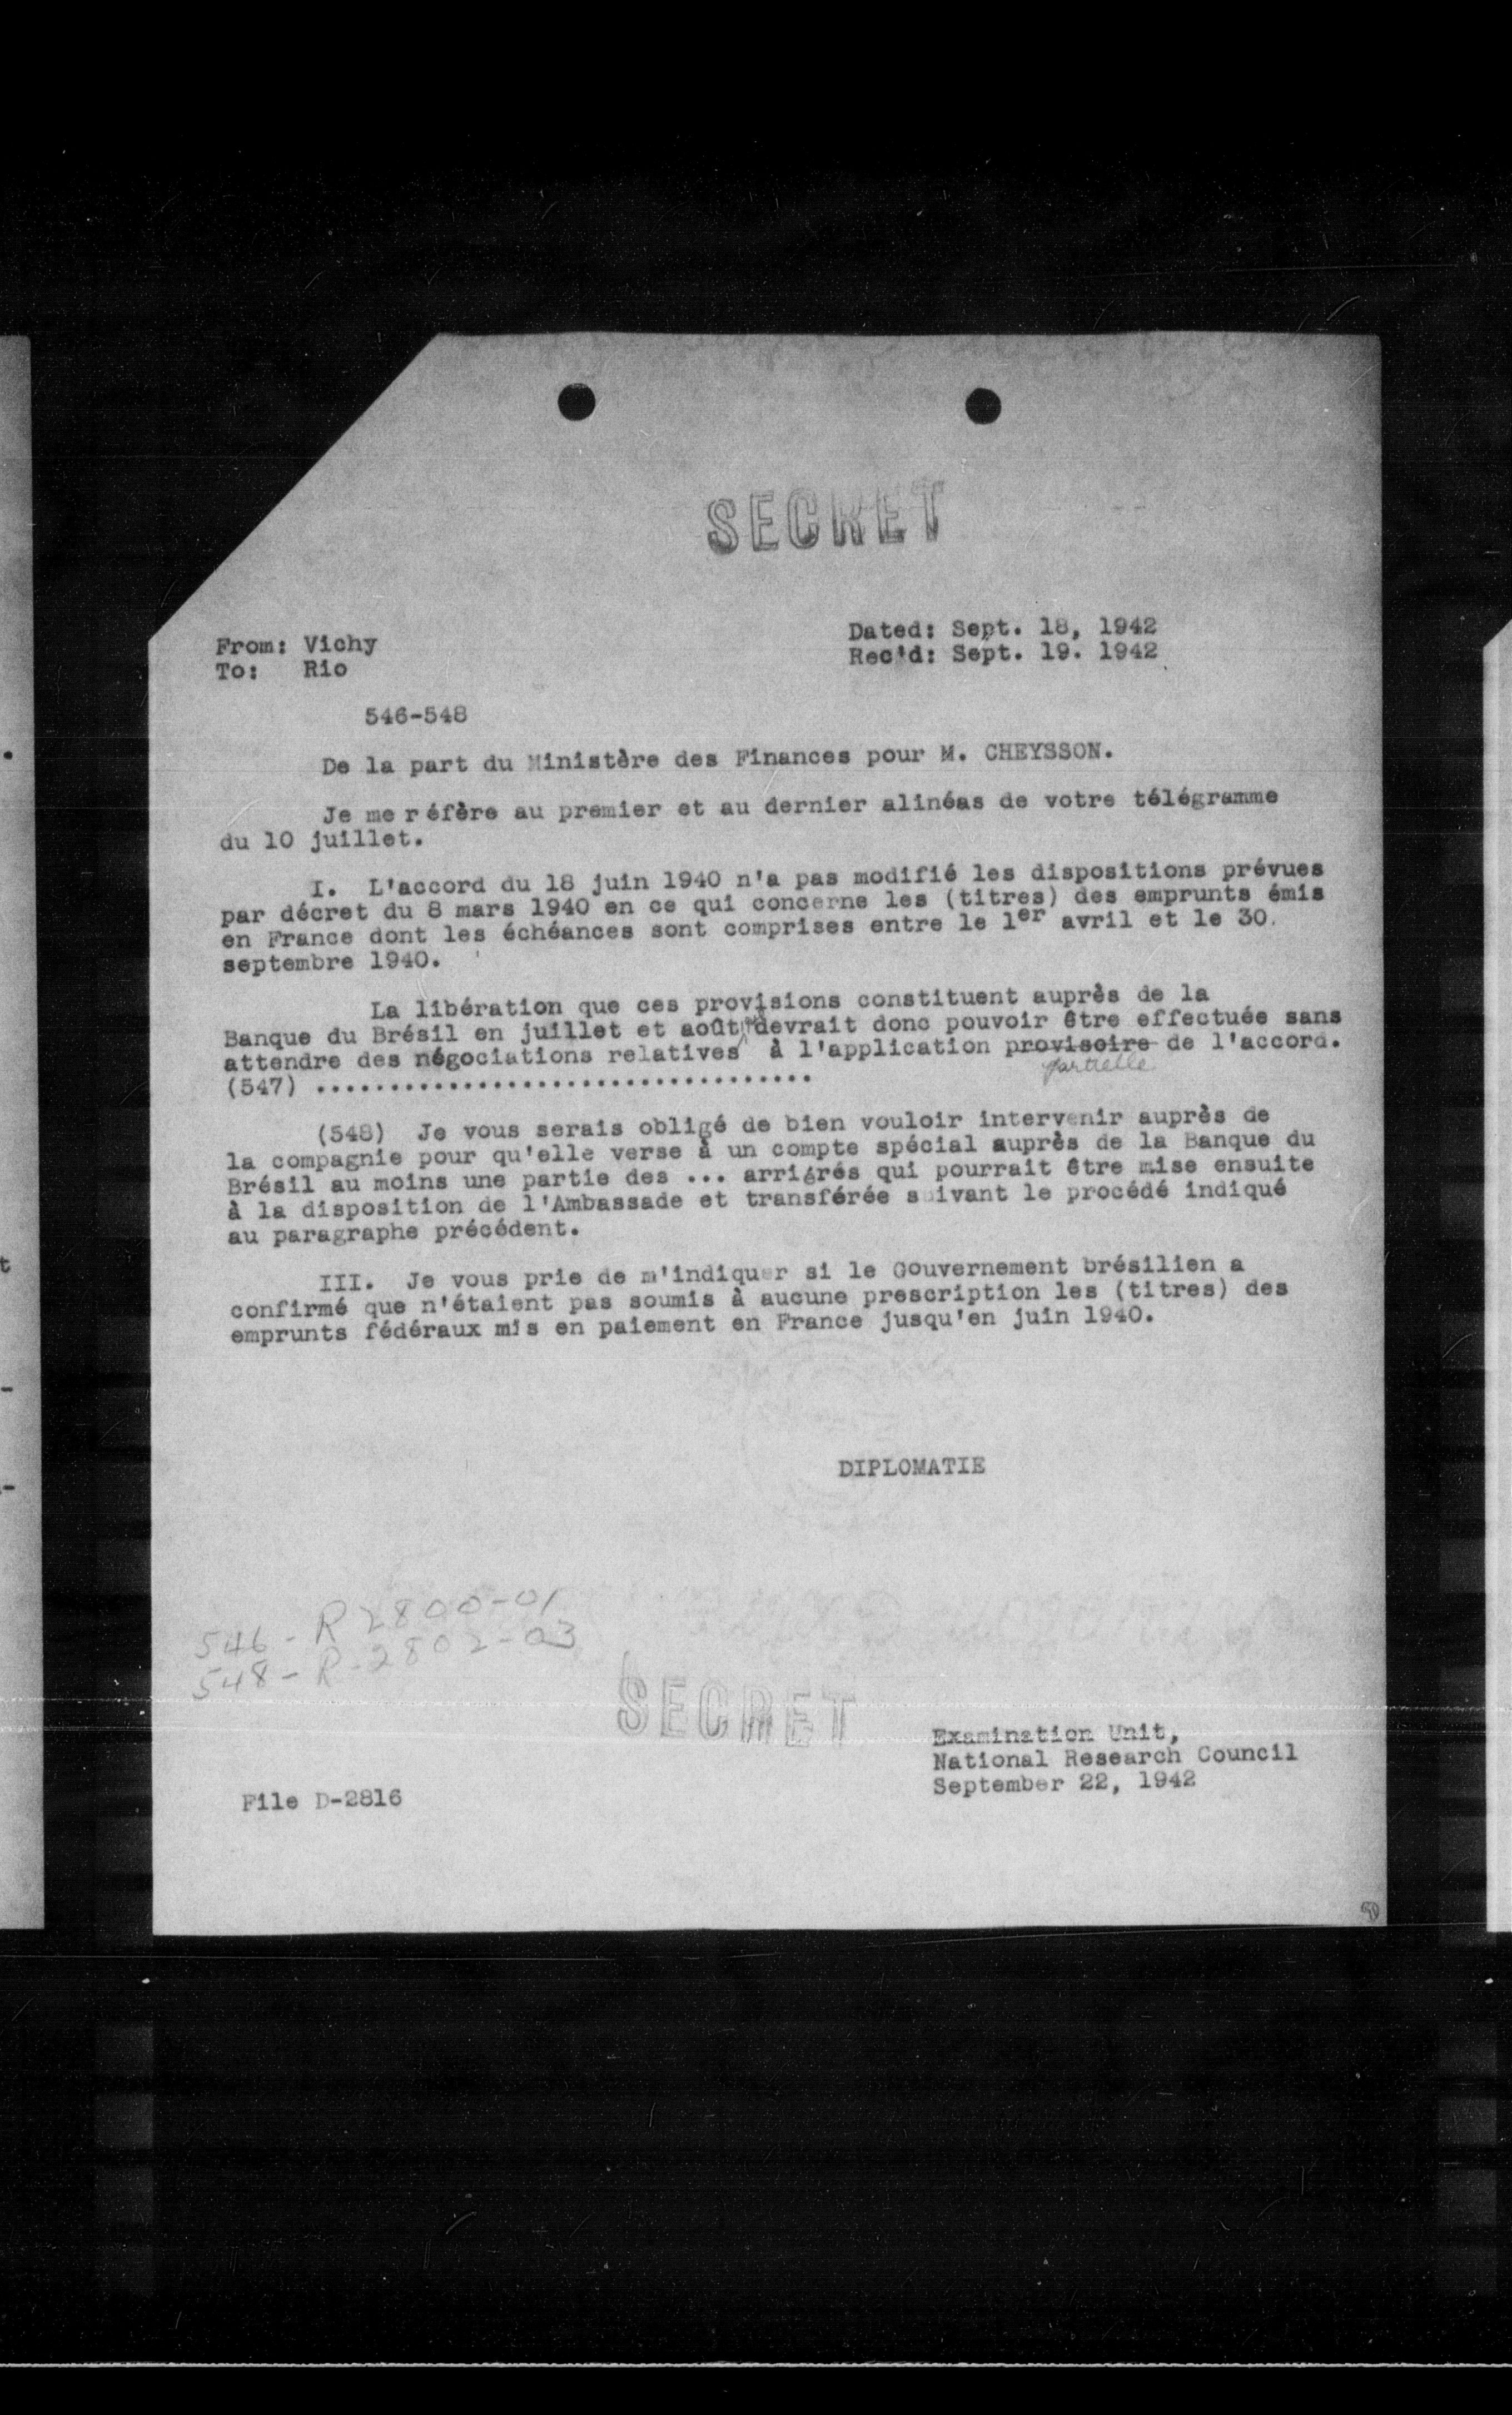 SECRET
From: Vichy
To: Rio
Dated: Sept. 18, 1942
Rec'd: Sept. 19. 1942
546-548
De la part du Ministère des Finances pour M. CHEYSSON.
Je me réfère au premier et au dernier alinéas de votre télégramme
du 10 juillet.
I. L'accord du 18 juin 1940 n'a pas modifié les dispositions prévues
par décret du 8 mars 1940 en ce qui concerne les (titres) des emprunts émis
en France dont les échéances sont comprises entre le 1er avril et le 30.
septembre 1940.
La libération que ces provisions constituent auprès de la
Banque du Brésil en juillet et août devrait donc pouvoir être effectuée sans
attendre des négociations relatives à l'application provisoire de l'accord.
partielle
(547) ..................................
(548) Je vous serais obligé de bien vouloir intervenir auprès de
la compagnie pour qu'elle verse à un compte spécial auprès de la Banque du
Brésil au moins une partie des ... arriérés qui pourrait être mise ensuite
à la disposition de l'Ambassade et transférée suivant le procédé indiqué
au paragraphe précédent.
III. Je vous prie de m'indiquer si le Gouvernement brésilien a
confirmé que n'étaient pas soumis à aucune prescription les (titres) des
emprunts fédéraux mis en paiement en France jusqu'en juin 1940.
DIPLOMATIE
546 - R 2800-01
548 - R-2802-03
SECRET
Examination Unit,
National Research Council
September 22, 1942
File D-2816